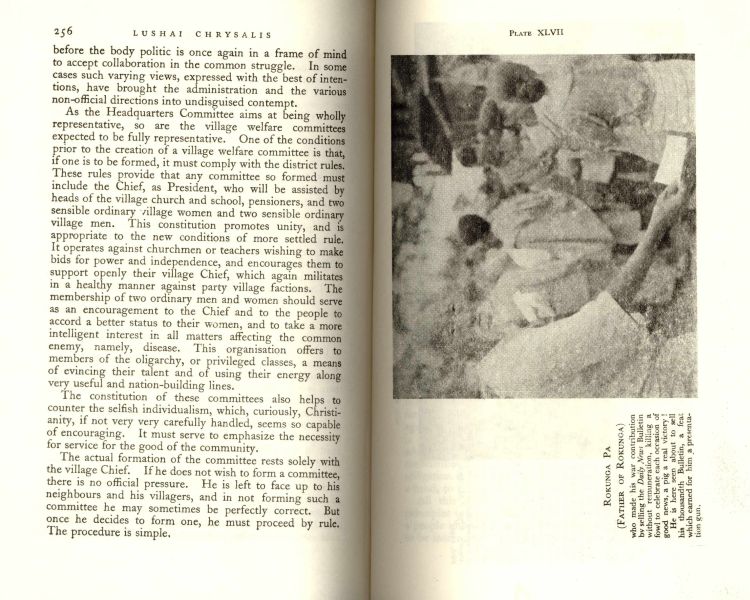 256
LUSHAI CHRYSALIS
before the body politic is once again in a frame of mind
to accept collaboration in the common struggle. In some
cases such varying views, expressed with the best of inten-
tions, have brought the administration and the various
non-official directions into undisguised contempt.
As the Headquarters Committee aims at being wholly
representative, so are the village welfare committees
expected to be fully representative. One of the conditions
prior to the creation of a village welfare committee is that,
if one is to be formed, it must comply with the district rules.
These rules provide that any committee so formed must
include the Chief, as President, who will be assisted by
heads of the village church and school, pensioners, and two
sensible ordinary village women and two sensible ordinary
village men. This constitution promotes unity, and is
appropriate to the new conditions of more settled rule.
It operates against churchmen or teachers wishing to make
bids for power and independence, and encourages them to
support openly their village Chief, which again militates
in a healthy manner against party village factions. The
membership of two ordinary men and women should serve
as an encouragement to the Chief and to the people to
accord a better status to their women, and to take a more
intelligent interest in all matters affecting the common
enemy, namely, disease. This organisation offers to
members of the oligarchy, or privileged classes, a means
of evincing their talent and of using their energy along
very useful and nation-building lines.
The constitution of these committees also helps to
counter the selfish individualism, which, curiously, Christi-
anity, if not very very carefully handled, seems so capable
of encouraging. It must serve to emphasize the necessity
for service for the good of the community.
The actual formation of the committee rests solely with
the village Chief. If he does not wish to form a committee,
there is no official pressure. He is left to face up to his
neighbours and his villagers, and in not forming such a
committee he may sometimes be perfectly correct. But
once he decides to form one, he must proceed by rule.
The procedure is simple.
PLATE XLVII
ROKUNGA PA
(FATHER OF ROKUNGA)
who made his war contribution
by selling the Daily News Bulletin
without remuneration, killing a
fowl to celebrate each occasion of
good news, a pig a real victory!
He is here seen about to sell
his thousandth Bulletin, a feat
which earned for him a presenta-
tion gun.